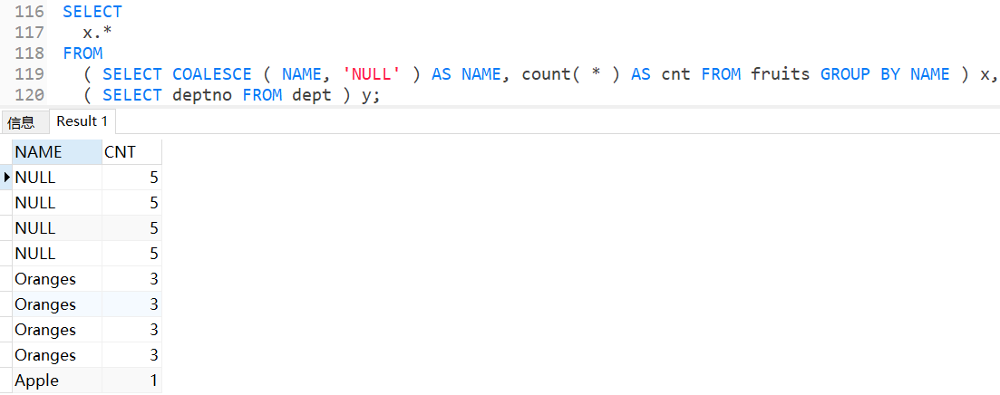 116 SELECT
117 x.*
118 FROM
119 ( SELECT COALESCE ( NAME, 'NULL' ) AS NAME, count( * ) AS cnt FROM fruits GROUP BY NAME ) x,
120 ( SELECT deptno FROM dept ) y;
信息 Result 1
NAME CNT
NULL 5
NULL 5
NULL 5
NULL 5
Oranges 3
Oranges 3
Oranges 3
Oranges 3
Apple 1